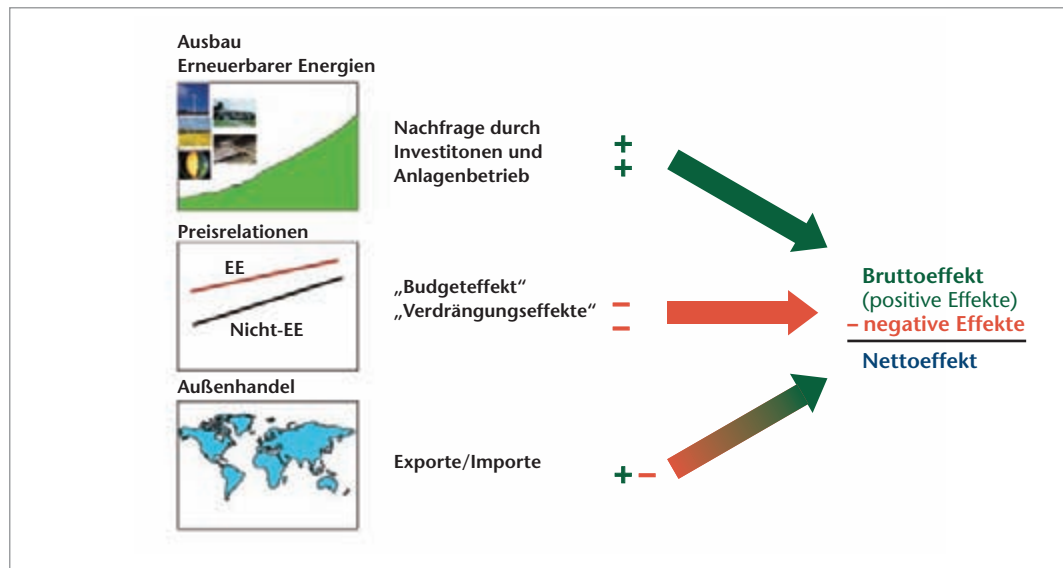 Ausbau
Erneuerbarer Energien
Nachfrage durch
Investitonen und
Anlagenbetrieb
+
+
Preisrelationen
EE
Nicht-EE
„Budgeteffekt“
„Verdrängungseffekte“
–
–
Außenhandel
Exporte/Importe
+ –
Bruttoeffekt
(positive Effekte)
– negative Effekte
Nettoeffekt